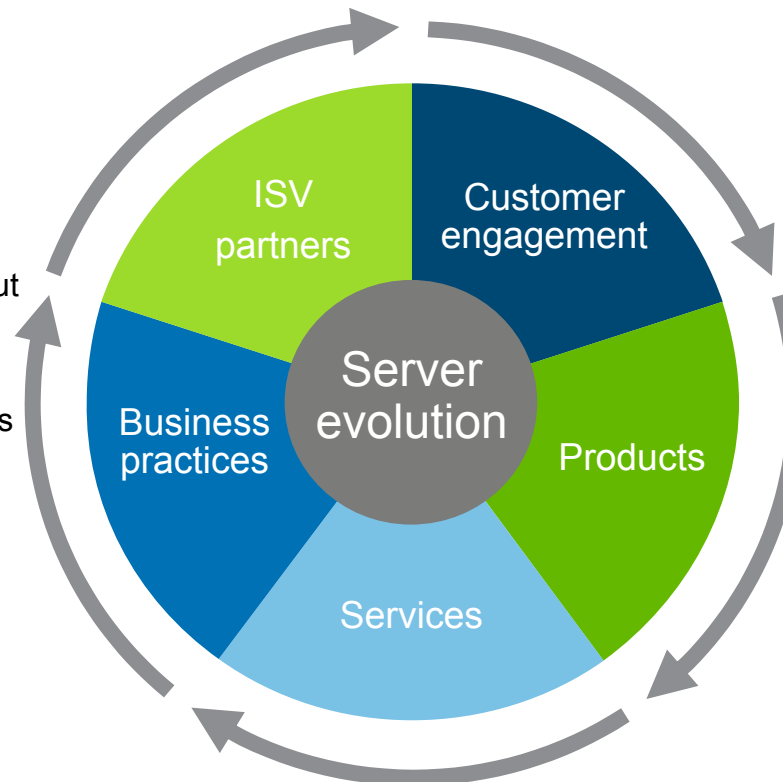 ISV
partners
Customer
engagement
Server
evolution
Business
practices
Products
Services